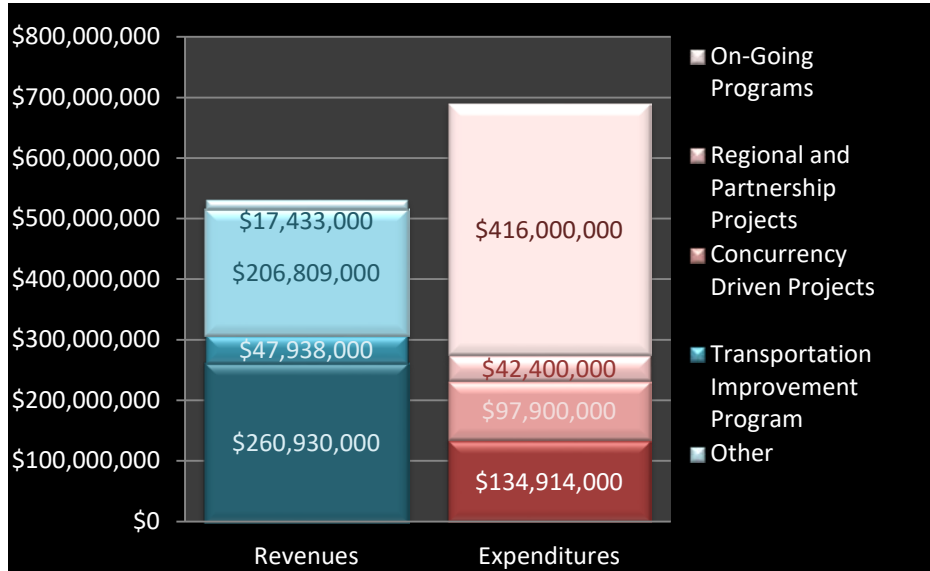 $800,000,000
$700,000,000
$600,000,000
$500,000,000
$400,000,000
$300,000,000
$200,000,000
$100,000,000
$0
$17,433,000
$206,809,000
$47,938,000
$260,930,000
$416,000,000
$42,400,000
$97,900,000
$134,914,000
Revenues
Expenditures
On-Going
Programs
Regional and
Partnership
Projects
Concurrency
Driven Projects
Transportation
Improvement
Program
Other